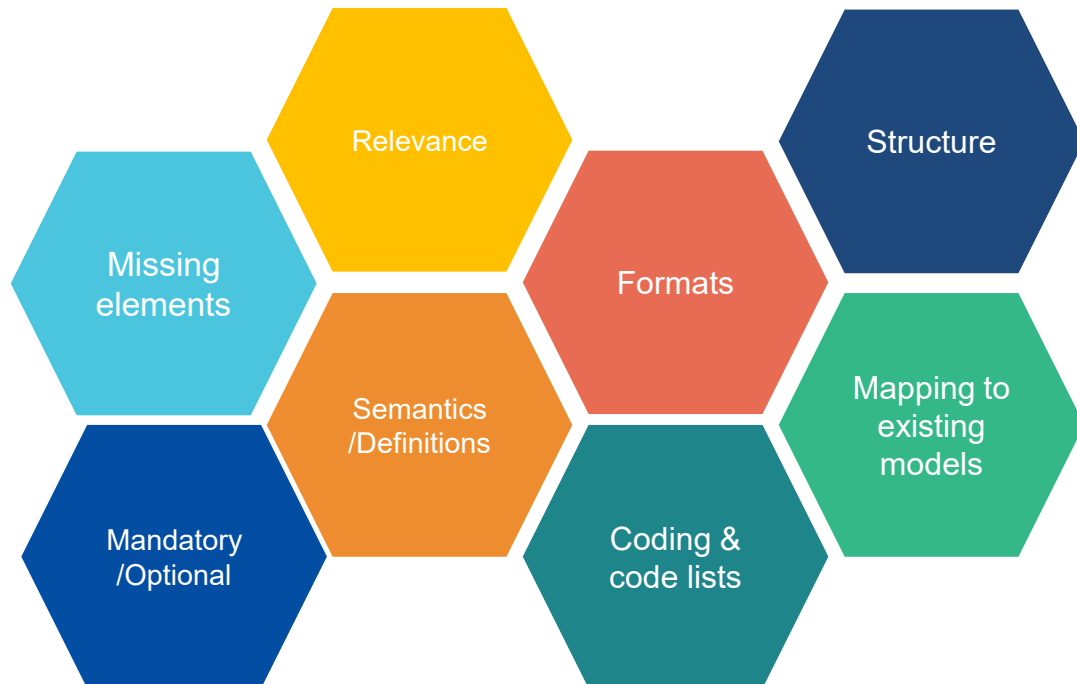 Relevance
Structure
Missing
elements
Formats
Semantics
/Definitions
Mapping to
existing
models
Mandatory
/Optional
Coding &
code lists